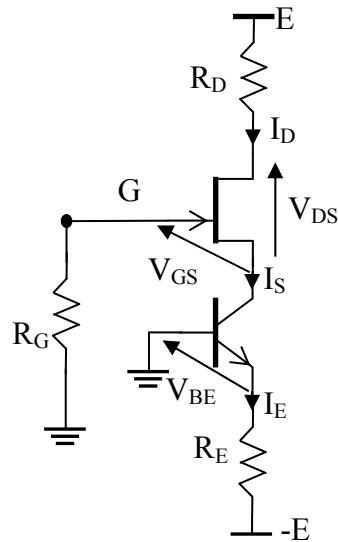 E
R_D
I_D
G
V_DS
V_GS
I_S
R_G
V_BE
I_E
R_E
-E